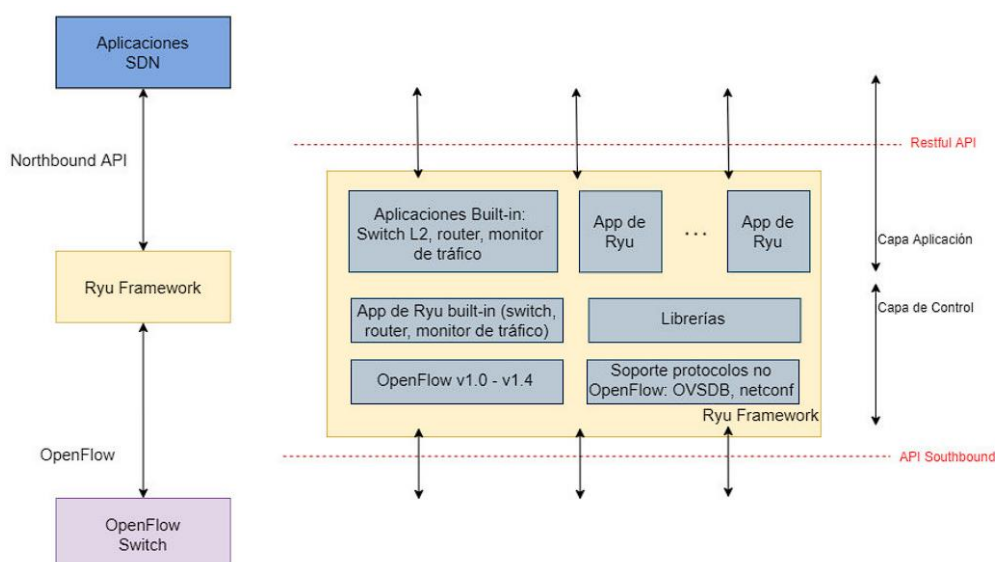 Aplicaciones
SDN
Northbound API
Ryu Framework
OpenFlow
OpenFlow
Switch
Restful API
Aplicaciones Built-in:
Switch L2, router, monitor
de tráfico
App de
Ryu
...
App de
Ryu
Capa Aplicación
App de Ryu built-in (switch,
router, monitor de tráfico)
Librerías
Capa de Control
OpenFlow v1.0 - v1.4
Soporte protocolos no
OpenFlow: OVSDB, netconf
Ryu Framework
API Southbound